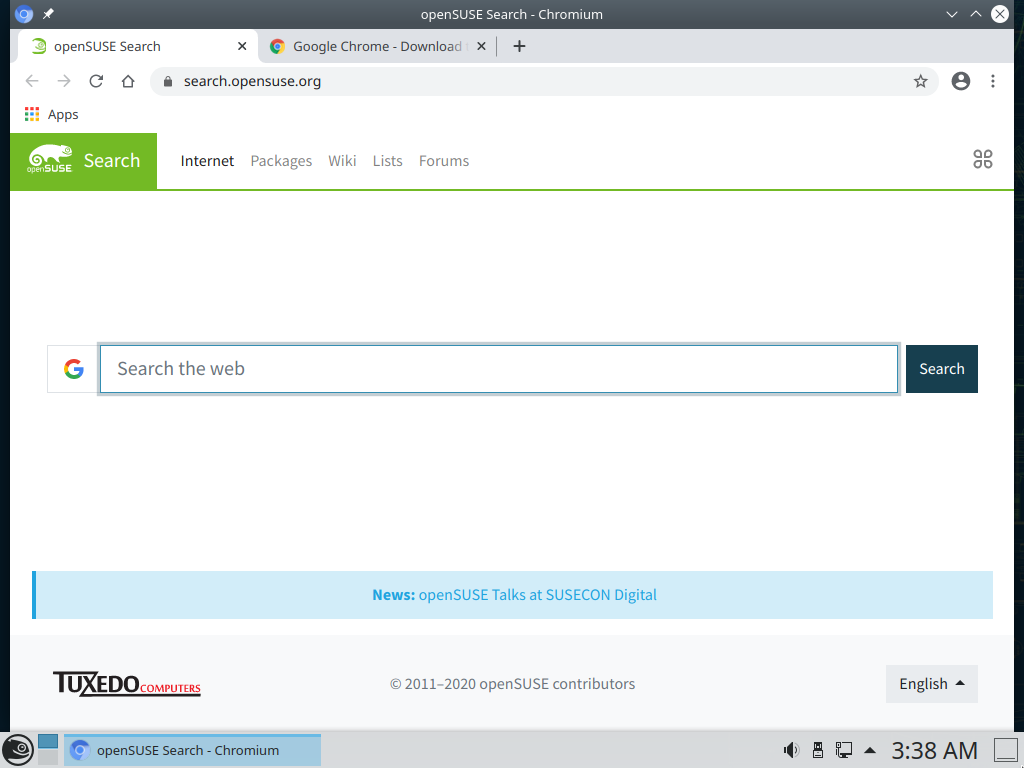 openSUSE Search - Chromium
openSUSE Search
Google Chrome - Download
search.opensuse.org
Apps
openSUSE
Search
Internet
Packages
Wiki
Lists
Forums
Search the web
Search
News: openSUSE Talks at SUSECON Digital
TUXEDO COMPUTERS
© 2011–2020 openSUSE contributors
English
openSUSE Search - Chromium
3:38 AM